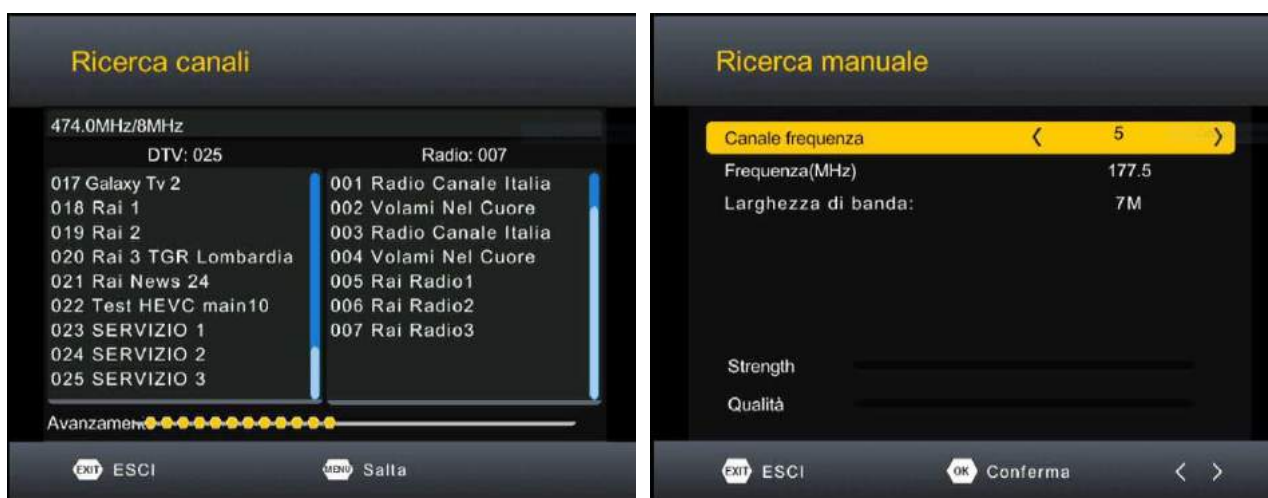 Ricerca canali
474.0MHz/8MHz
DTV: 025
Radio: 007
017 Galaxy Tv 2
018 Rai 1
019 Rai 2
020 Rai 3 TGR Lombardia
021 Rai News 24
022 Test HEVC main10
023 SERVIZIO 1
024 SERVIZIO 2
025 SERVIZIO 3
001 Radio Canale Italia
002 Volami Nel Cuore
003 Radio Canale Italia
004 Volami Nel Cuore
005 Rai Radio1
006 Rai Radio2
007 Rai Radio3
Avanzamen
EXIT ESCI
MENU Salta
Ricerca manuale
Canale frequenza < 5 >
Frequenza(MHz) 177.5
Larghezza di banda: 7M
Strength
Qualità
EXIT ESCI
OK Conferma
< >